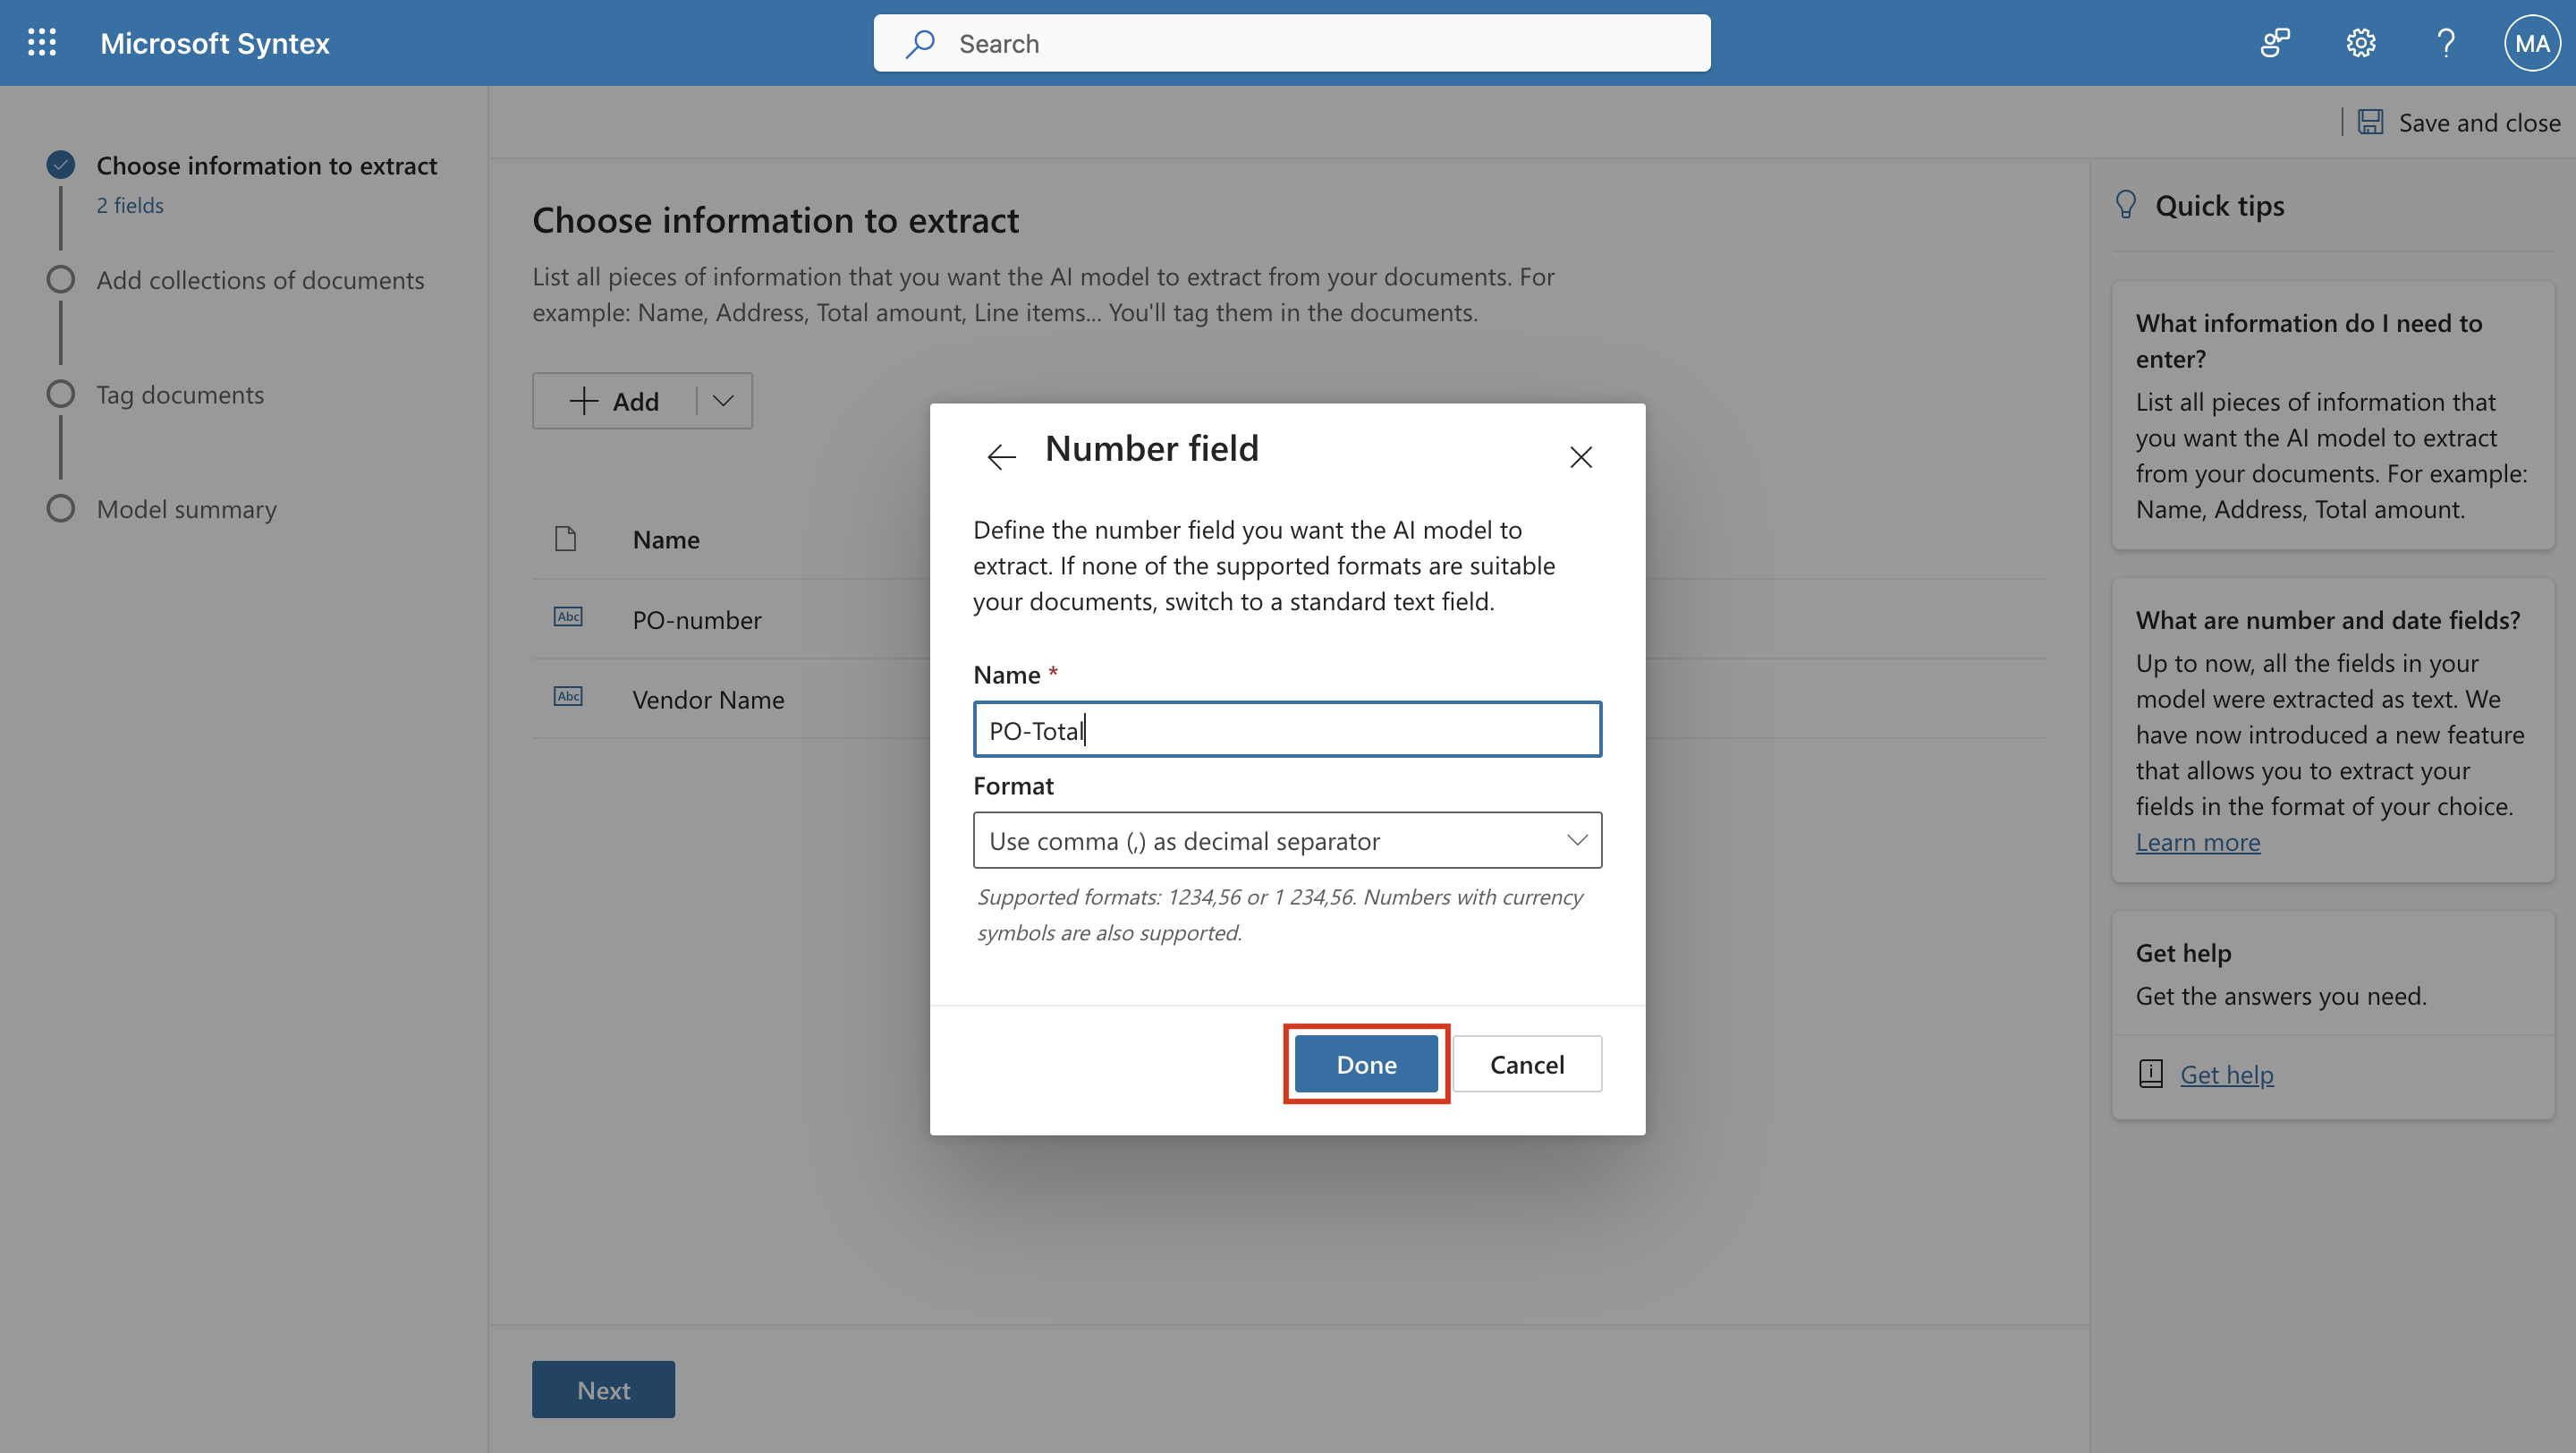 Microsoft Syntex
Search
MA
Save and close
Choose information to extract
2 fields
Add collections of documents
Tag documents
Model summary
Choose information to extract
List all pieces of information that you want the AI model to extract from your documents. For
example: Name, Address, Total amount, Line items... You'll tag them in the documents.
Add
Name
Abc PO-number
Abc Vendor Name
Number field
Define the number field you want the AI model to
extract. If none of the supported formats are suitable
your documents, switch to a standard text field.
Name *
PO-Total
Format
Use comma (,) as decimal separator
Supported formats: 1234,56 or 1 234,56. Numbers with currency
symbols are also supported.
Done
Cancel
Next
Quick tips
What information do I need to
enter?
List all pieces of information that
you want the AI model to extract
from your documents. For example:
Name, Address, Total amount.
What are number and date fields?
Up to now, all the fields in your
model were extracted as text. We
have now introduced a new feature
that allows you to extract your
fields in the format of your choice.
Learn more
Get help
Get the answers you need.
Get help